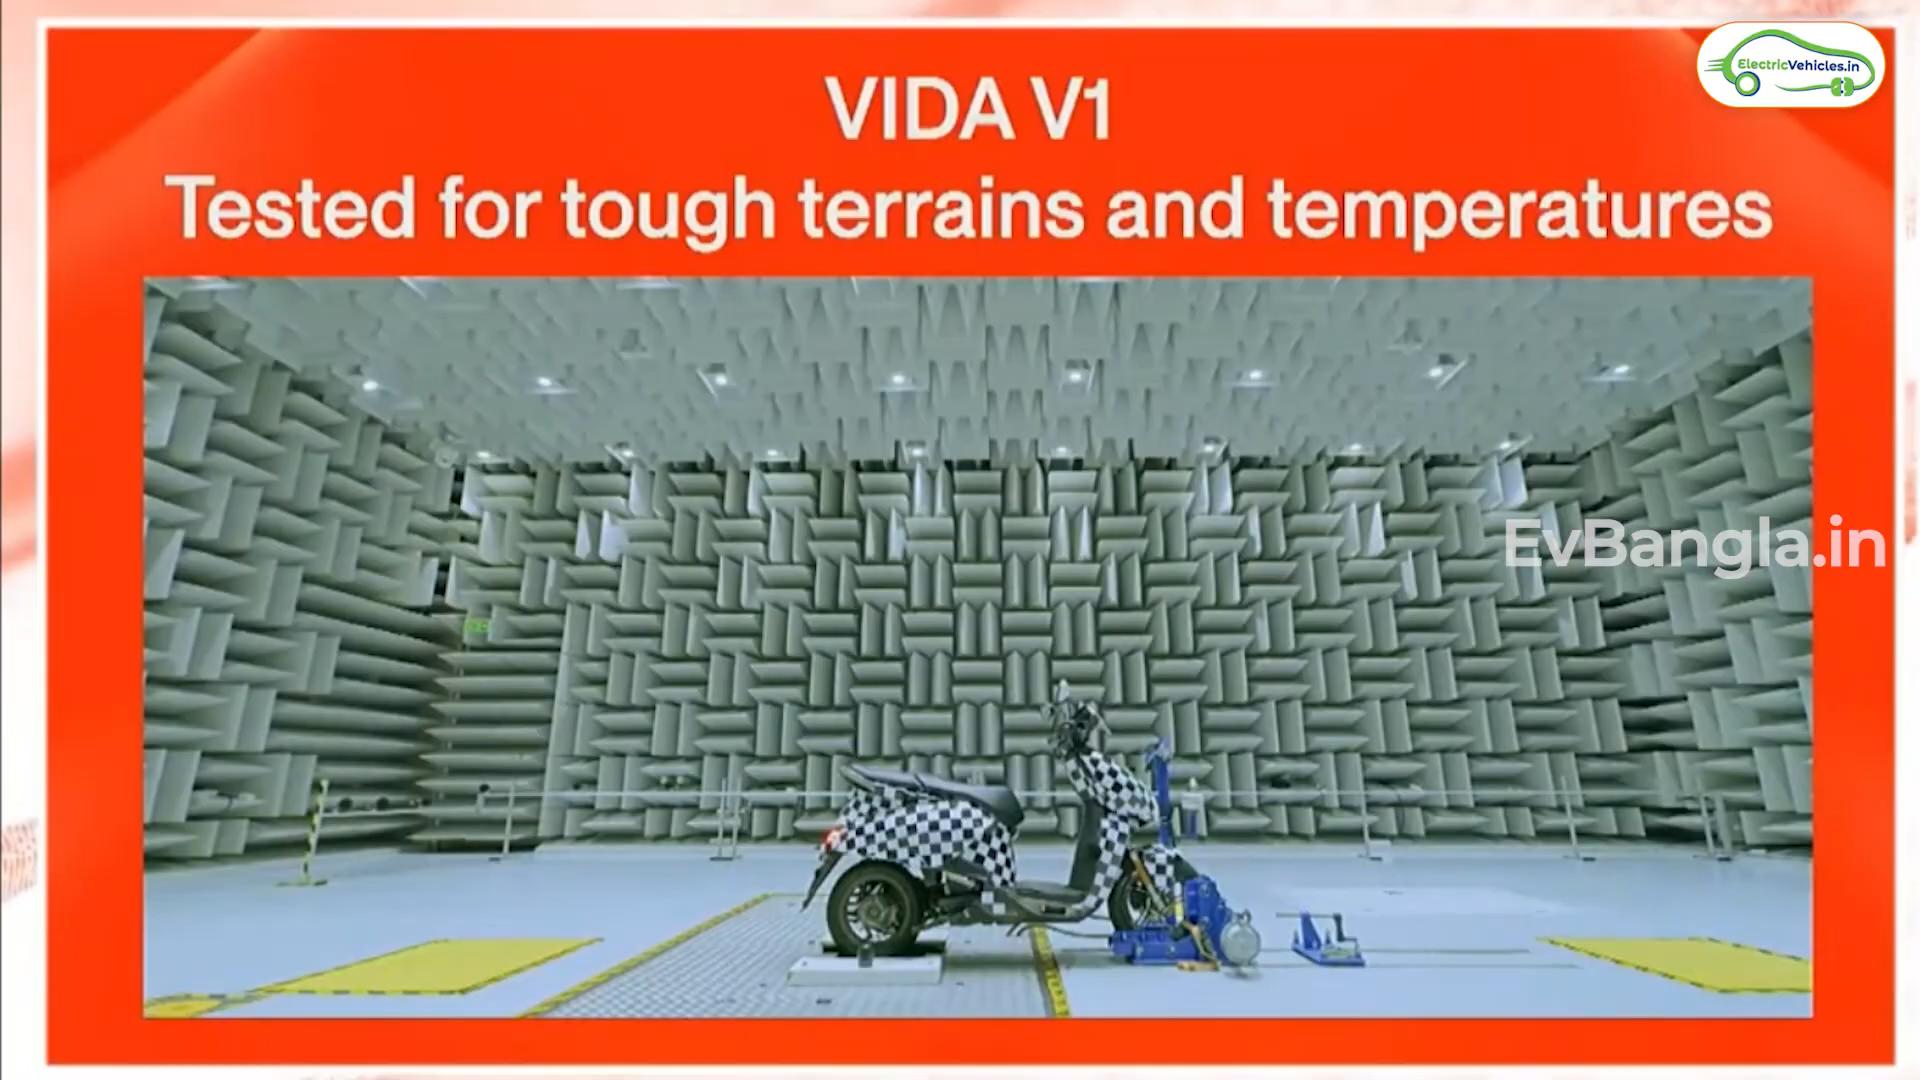 ElectricVehicles.in
VIDA V1
Tested for tough terrains and temperatures
EvBangla.in